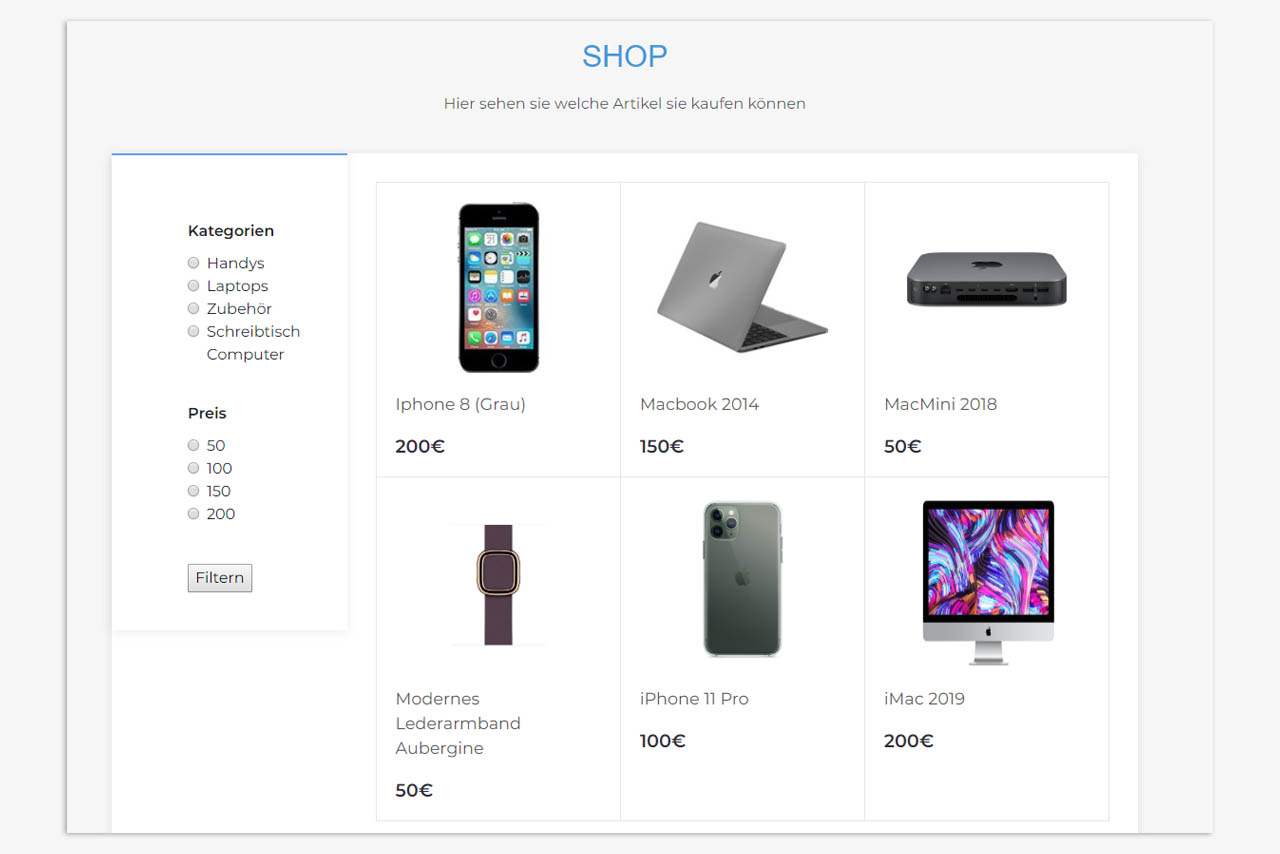 SHOP
Hier sehen sie welche Artikel sie kaufen können
Kategorien
Handys
Laptops
Zubehör
Schreibtisch
Computer
Preis
50
100
150
200
Filtern
Iphone 8 (Grau)
200€
Macbook 2014
150€
MacMini 2018
50€
Modernes
Lederarmband
Aubergine
50€
iPhone 11 Pro
100€
iMac 2019
200€